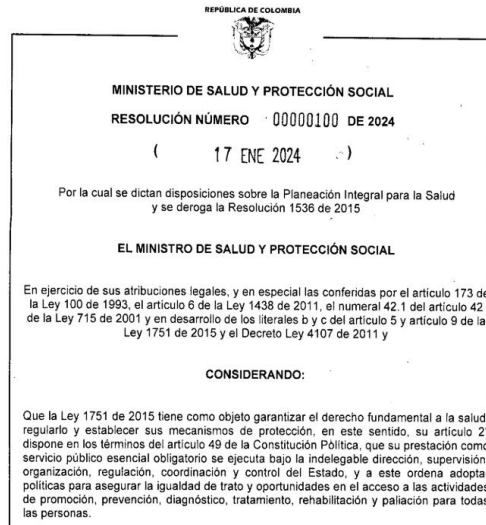 REPÚBLICA DE COLOMBIA
MINISTERIO DE SALUD Y PROTECCIÓN SOCIAL
RESOLUCIÓN NÚMERO 00000100 DE 2024
( 17 ENE 2024 )
Por la cual se dictan disposiciones sobre la Planeación Integral para la Salud
y se deroga la Resolución 1536 de 2015
EL MINISTRO DE SALUD Y PROTECCIÓN SOCIAL
En ejercicio de sus atribuciones legales, y en especial las conferidas por el artículo 173 de
la Ley 100 de 1993, el artículo 6 de la Ley 1438 de 2011, el numeral 42.1 del artículo 42
de la Ley 715 de 2001 y en desarrollo de los literales b y c del artículo 5 y artículo 9 de la
Ley 1751 de 2015 y el Decreto Ley 4107 de 2011 y
CONSIDERANDO:
Que la Ley 1751 de 2015 tiene como objeto garantizar el derecho fundamental a la salud
regularlo y establecer sus mecanismos de protección, en este sentido, su artículo 2
dispone en los términos del artículo 49 de la Constitución Política, que su prestación como
servicio público esencial obligatorio se ejecuta bajo la indelegable dirección, supervisión
organización, regulación, coordinación y control del Estado, y a este ordena adopta
políticas para asegurar la igualdad de trato y oportunidades en el acceso a las actividades
de promoción, prevención, diagnóstico, tratamiento, rehabilitación y paliación para todas
las personas.